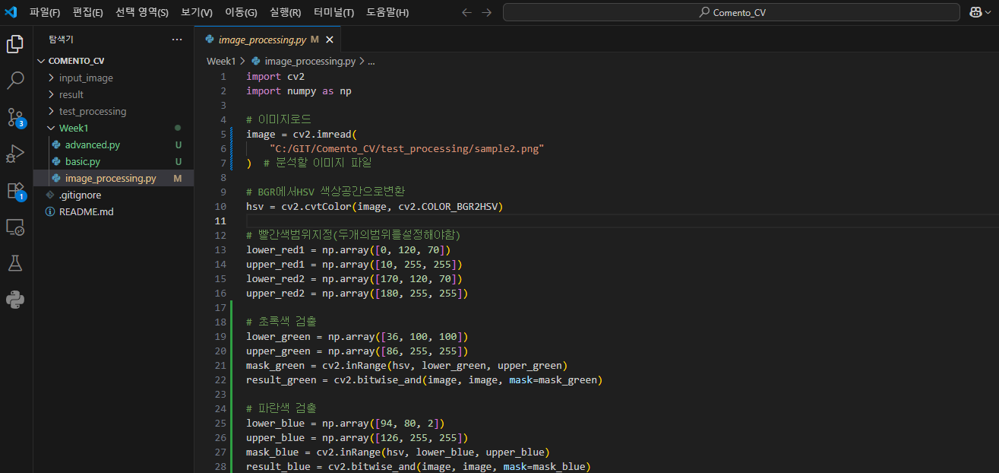 파일(F) 편집(E) 선택 영역(S) 보기(V) 이동(G) 실행(R) 터미널(T) 도움말(H) Comento_CV
탐색기
COMENTO_CV
input_image
result
test_processing
Week1
advanced.py U
basic.py U
image_processing.py M
.gitignore
README.md
3
1
image_processing.py M
Week1 > image_processing.py > ...
1 import cv2
2 import numpy as np
3
4 # 이미지로드
5 image = cv2.imread(
6 "C:/GIT/Comento_CV/test_processing/sample2.png"
7 ) # 분석할 이미지 파일
8
9 # BGR에서HSV 색상공간으로변환
10 hsv = cv2.cvtColor(image, cv2.COLOR_BGR2HSV)
11
12 # 빨간색범위지정(두개의범위를설정해야함)
13 lower_red1 = np.array([0, 120, 70])
14 upper_red1 = np.array([10, 255, 255])
15 lower_red2 = np.array([170, 120, 70])
16 upper_red2 = np.array([180, 255, 255])
17
18 # 초록색 검출
19 lower_green = np.array([36, 100, 100])
20 upper_green = np.array([86, 255, 255])
21 mask_green = cv2.inRange(hsv, lower_green, upper_green)
22 result_green = cv2.bitwise_and(image, image, mask=mask_green)
23
24 # 파란색 검출
25 lower_blue = np.array([94, 80, 2])
26 upper_blue = np.array([126, 255, 255])
27 mask_blue = cv2.inRange(hsv, lower_blue, upper_blue)
28 result_blue = cv2.bitwise_and(image, image, mask=mask_blue)